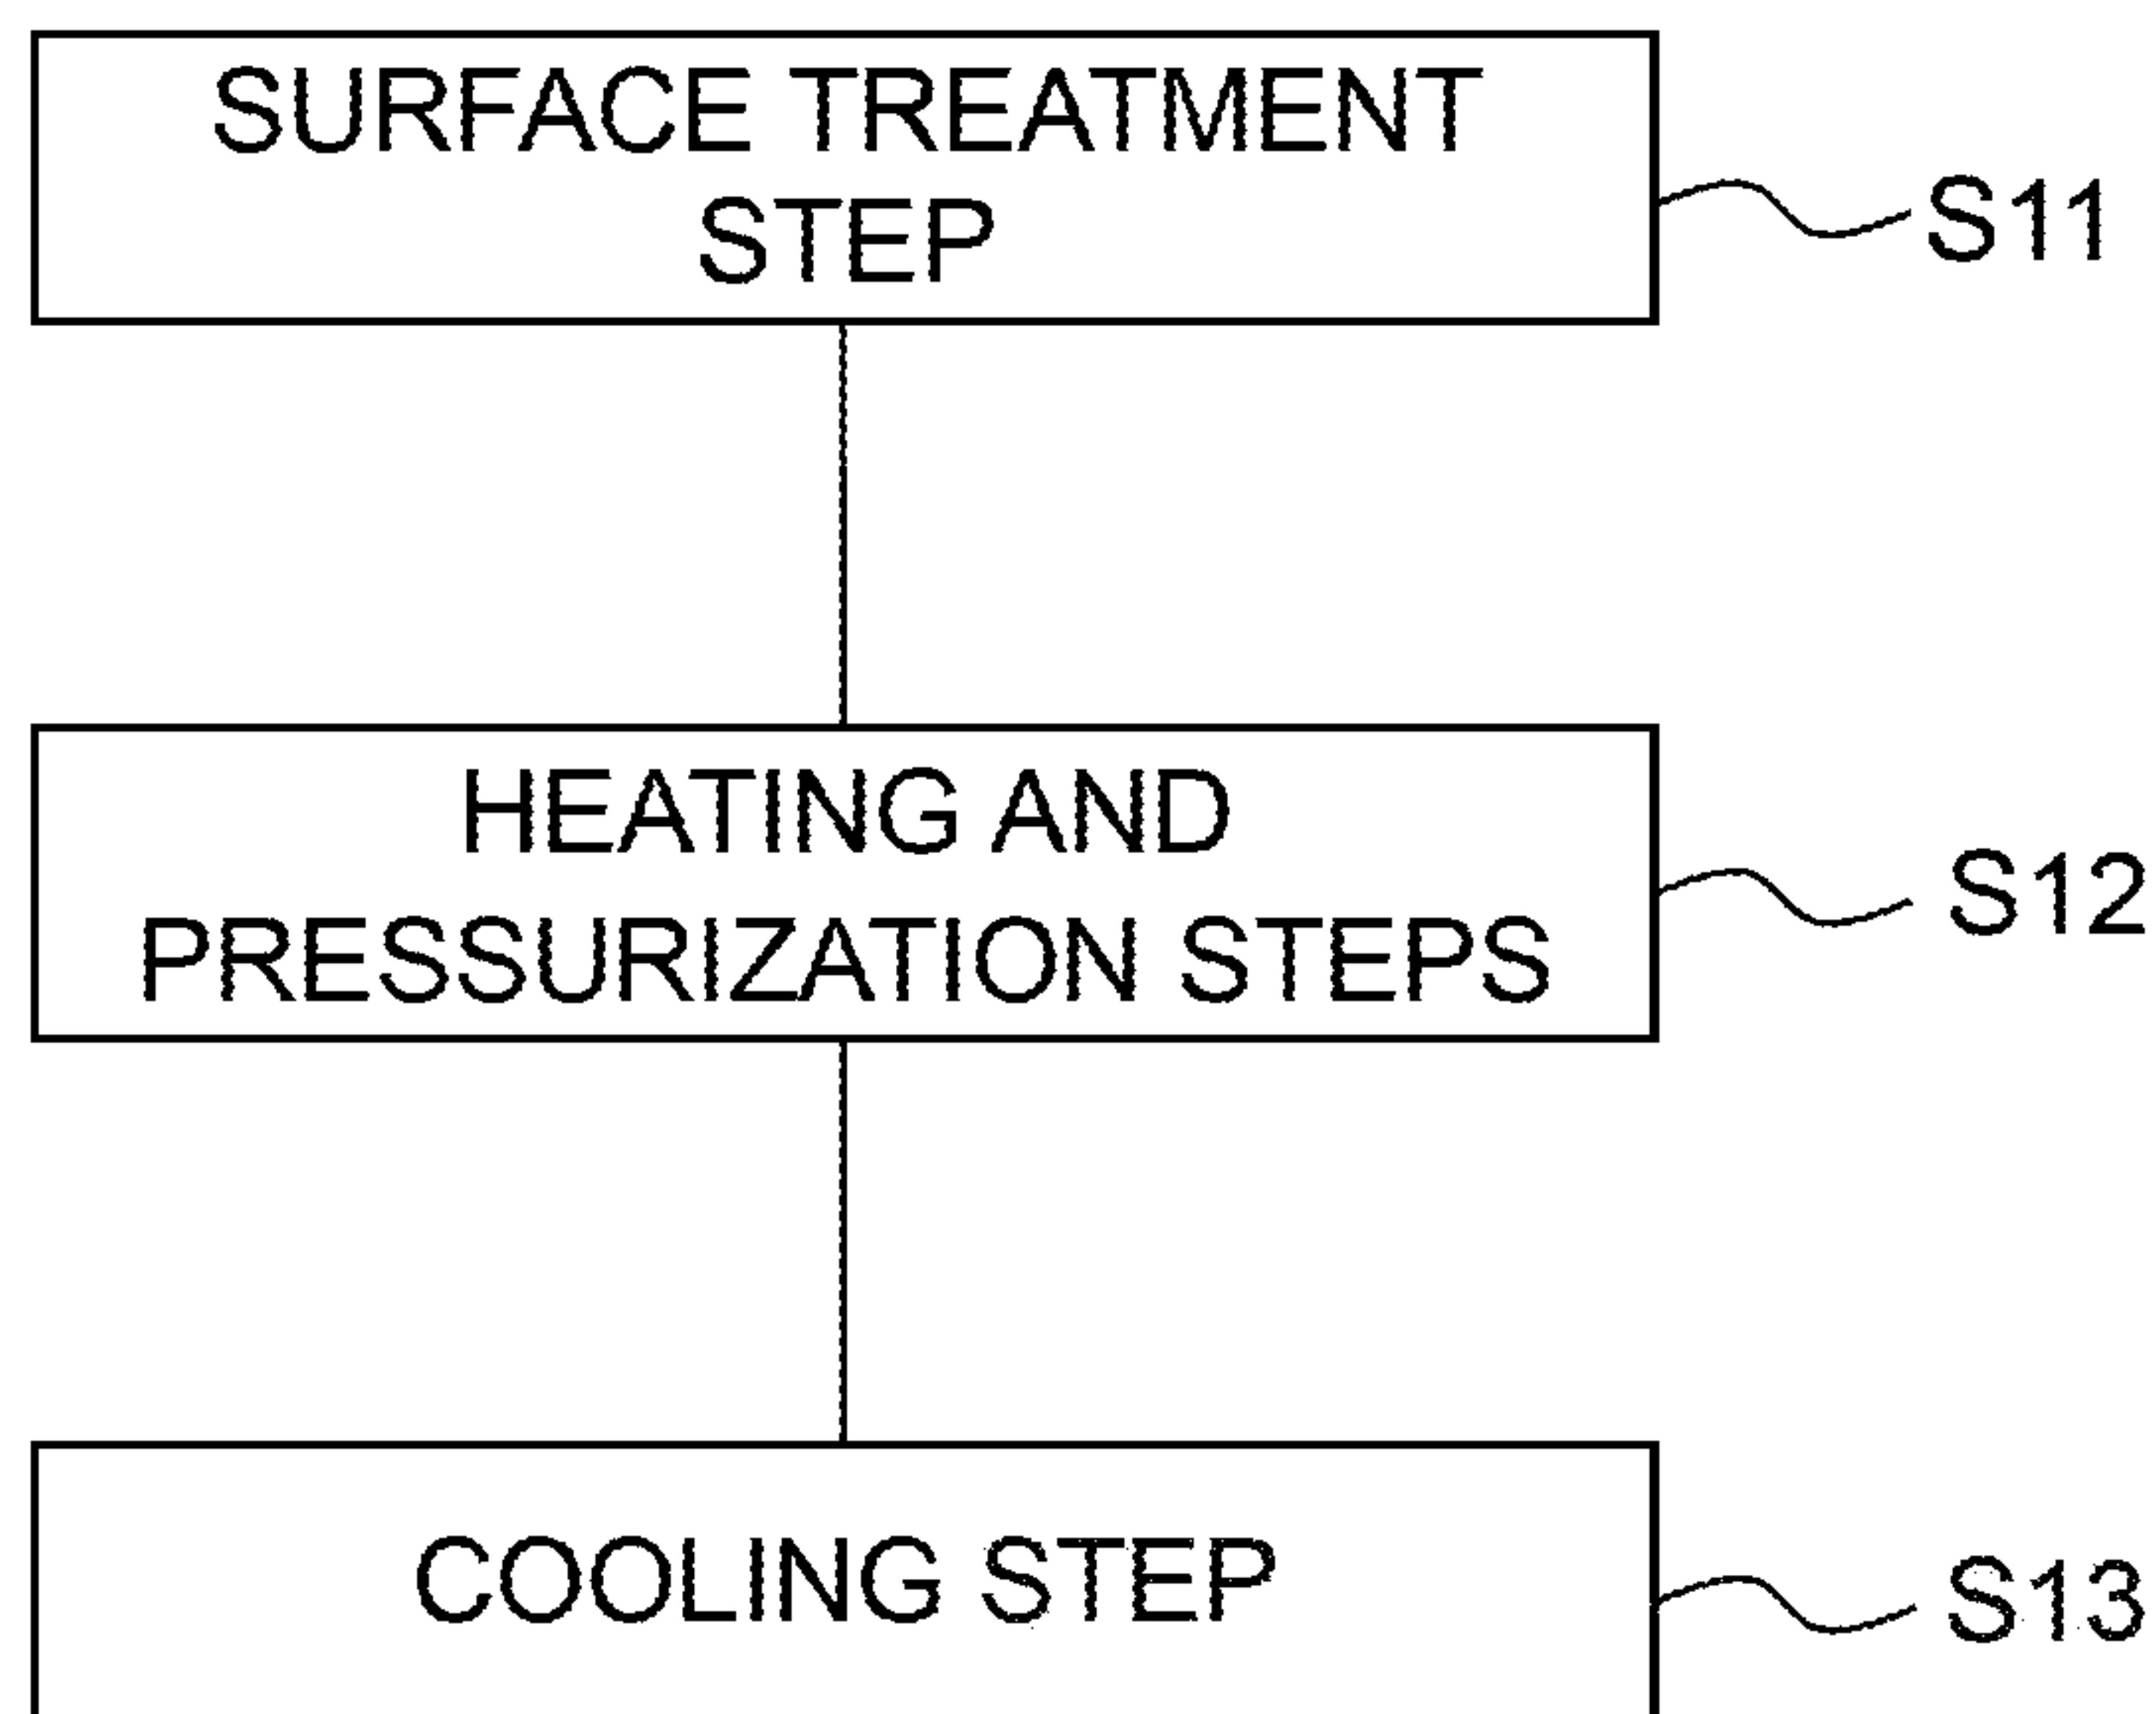 SURFACE TREATMENT
STEP
S11
HEATING AND
PRESSURIZATION STEPS
S12
COOLING STEP
S13